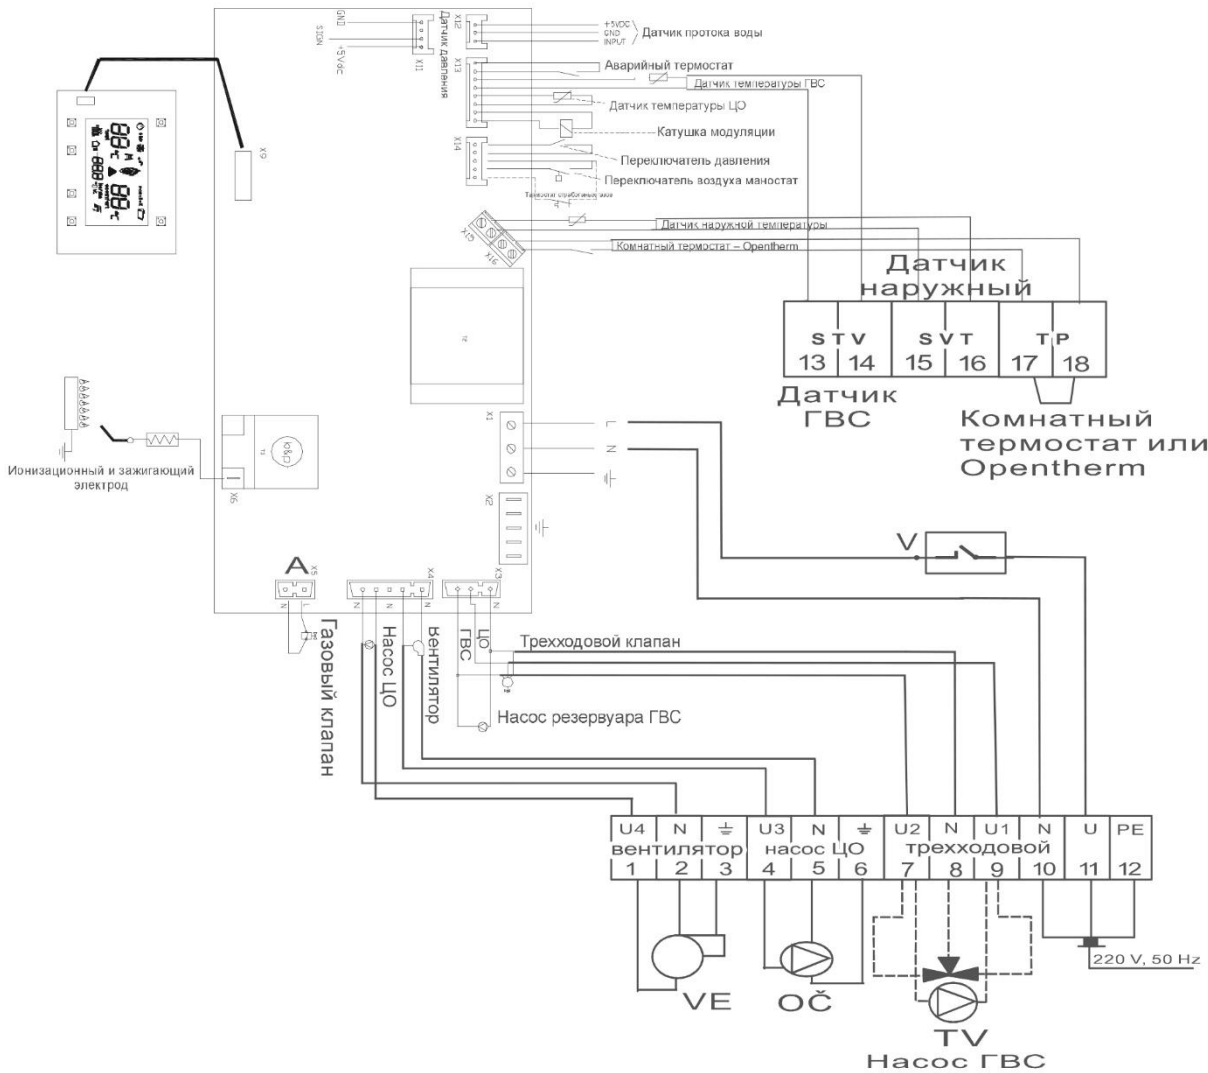 GND
SIGN
+5Vdc
X11
Датчик давления
X12
+5VDC
GND
INPUT
Датчик протока воды
X13
Аварийный термостат
Датчик температуры ГВС
Датчик температуры ЦО
Катушка модуляции
X14
Переключатель давления
Переключатель воздуха маностат
X9
X15
X16
Датчик наружной температуры
Комнатный термостат – Opentherm
Датчик
наружный
S T V
S V T
T P
13 14 15 16 17 18
Датчик
ГВС
Комнатный
термостат или
Opentherm
X1
L
N
X2
X6
Ионизационный и зажигающий
электрод
V
A
X5
X4
X3
N L
N N N
N
Газовый клапан
Насос ЦО
Вентилятор
ГВС
ЦО
Трехходовой клапан
Насос резервуара ГВС
U4 N U3 N U2 N U1 N U PE
вентилятор насос ЦО трехходовой
1 2 3 4 5 6 7 8 9 10 11 12
220 V, 50 Hz
VE
OČ
TV
Насос ГВС